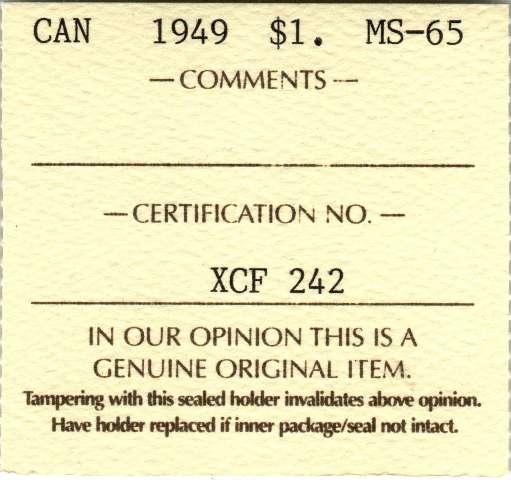 CAN 1949 $1. MS-65
— COMMENTS —
— CERTIFICATION NO. —
XCF 242
IN OUR OPINION THIS IS A
GENUINE ORIGINAL ITEM.
Tampering with this sealed holder invalidates above opinion.
Have holder replaced if inner package/seal not intact.